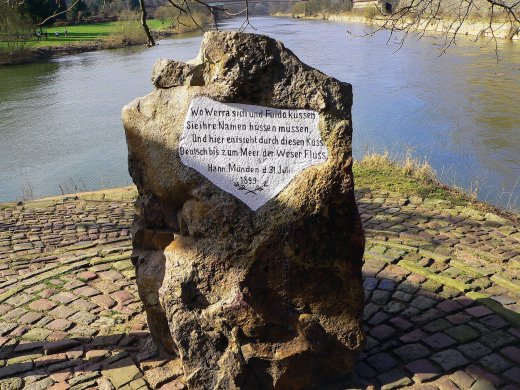 Wo Werra sich und Fulda küssen
Sie ihre Namen büssen müssen,
Und hier entsteht durch diesen Kuss
Deutsch bis zum Meer der Weser Fluss.
Hann. Münden d. 31. Juli
1899